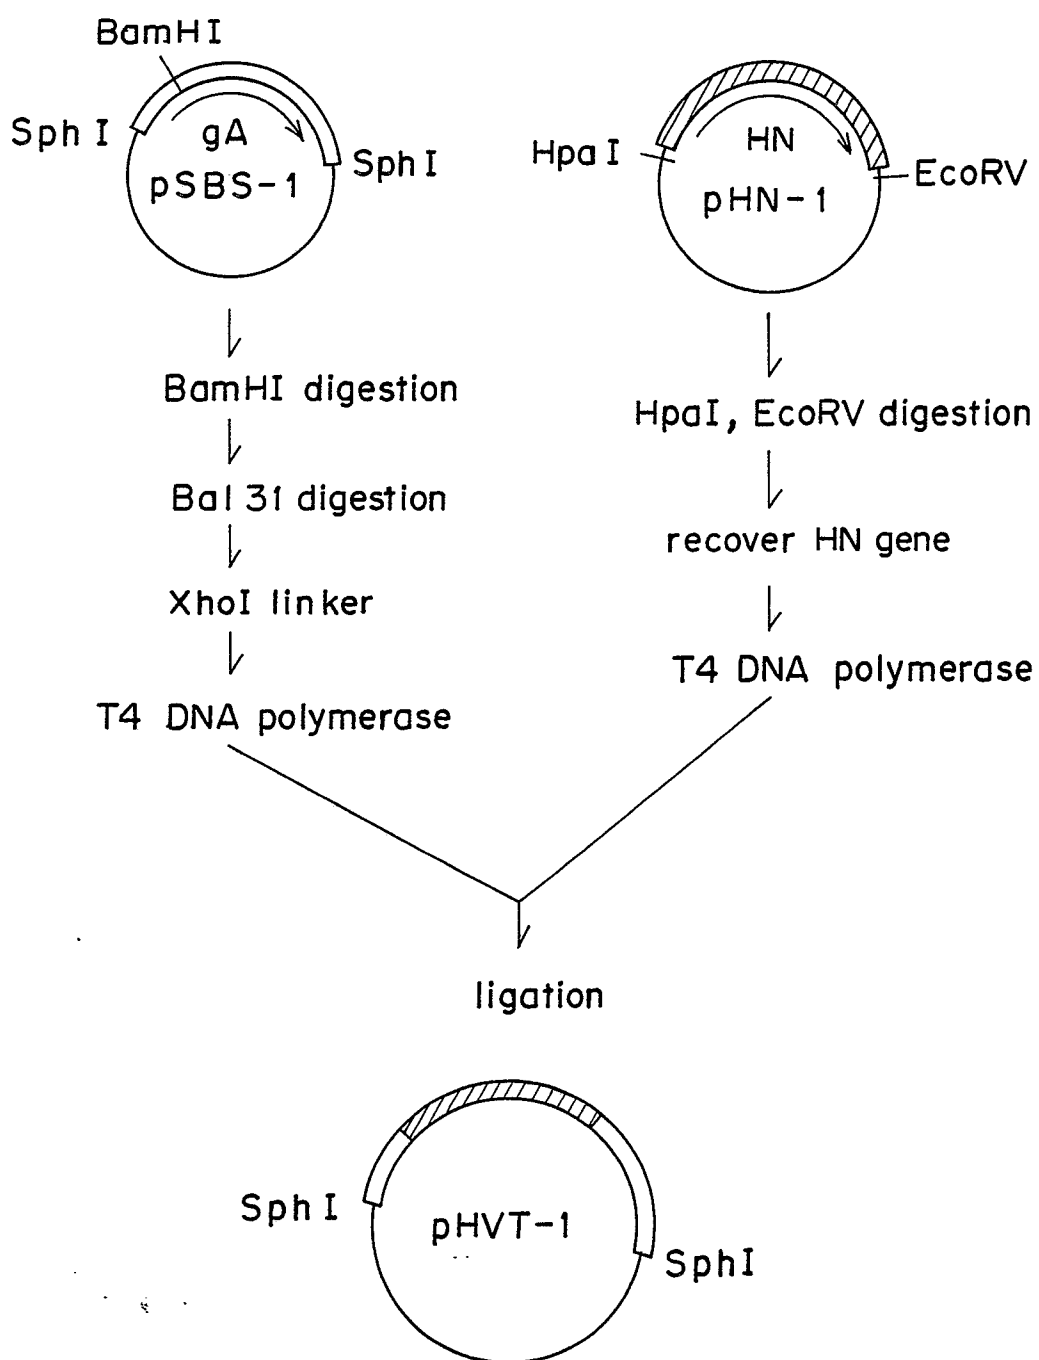 BamHI
SphI
gA
SphI
pSBS-1
HpaI
HN
EcoRV
pHN-1
BamHI digestion
Bal 31 digestion
XhoI linker
T4 DNA polymerase
HpaI, EcoRV digestion
recover HN gene
T4 DNA polymerase
ligation
SphI
pHVT-1
SphI